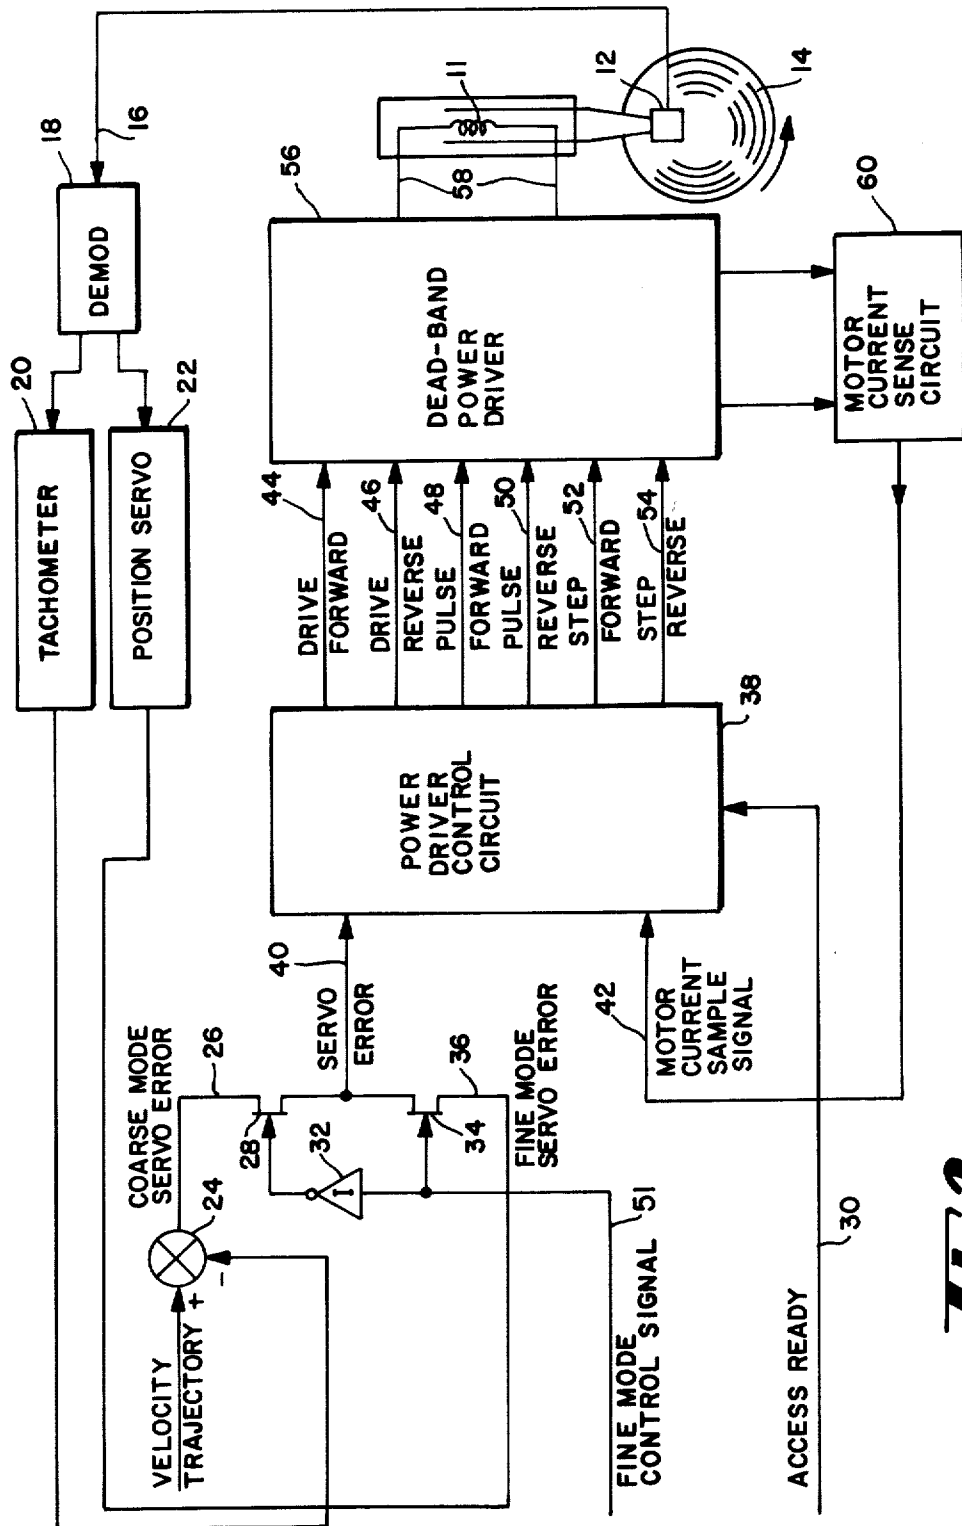 18
16
DEMOD
20
TACHOMETER
22
POSITION SERVO
11
12
14
58
56
DEAD-BAND
POWER
DRIVER
60
MOTOR
CURRENT
SENSE
CIRCUIT
44
DRIVE
FORWARD
46
DRIVE
REVERSE
48
PULSE
FORWARD
50
PULSE
REVERSE
52
STEP
FORWARD
54
STEP
REVERSE
38
POWER
DRIVER
CONTROL
CIRCUIT
40
SERVO
ERROR
42
MOTOR
CURRENT
SAMPLE
SIGNAL
COARSE MODE
SERVO ERROR
26
28
24
+
-
VELOCITY
TRAJECTORY
32
34
36
FINE MODE
SERVO ERROR
FINE MODE
CONTROL SIGNAL
51
ACCESS READY
30